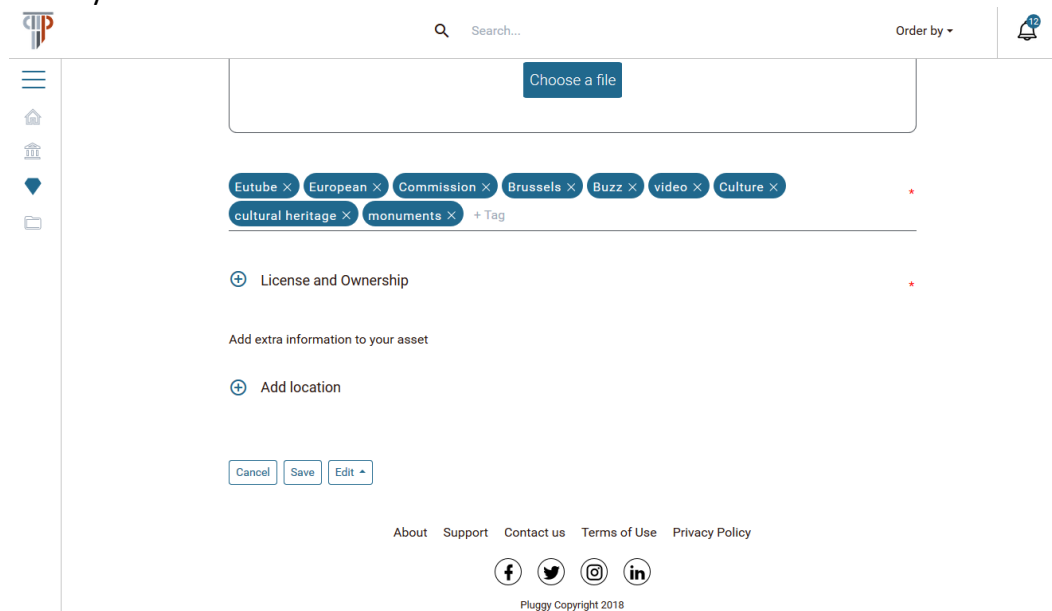 Search...
Order by
12
Choose a file
Eutube × European × Commission × Brussels × Buzz × video × Culture ×
*
cultural heritage × monuments × + Tag
License and Ownership
*
Add extra information to your asset
Add location
Cancel Save Edit
About Support Contact us Terms of Use Privacy Policy
Pluggy Copyright 2018